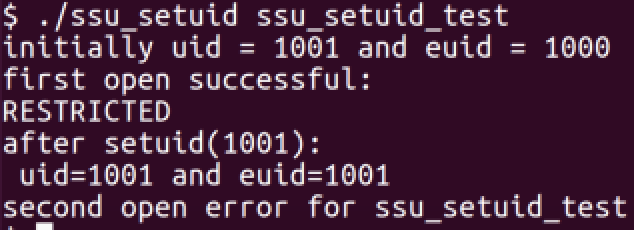 $ ./ssu_setuid ssu_setuid_test
initially uid = 1001 and euid = 1000
first open successful:
RESTRICTED
after setuid(1001):
 uid=1001 and euid=1001
second open error for ssu_setuid_test